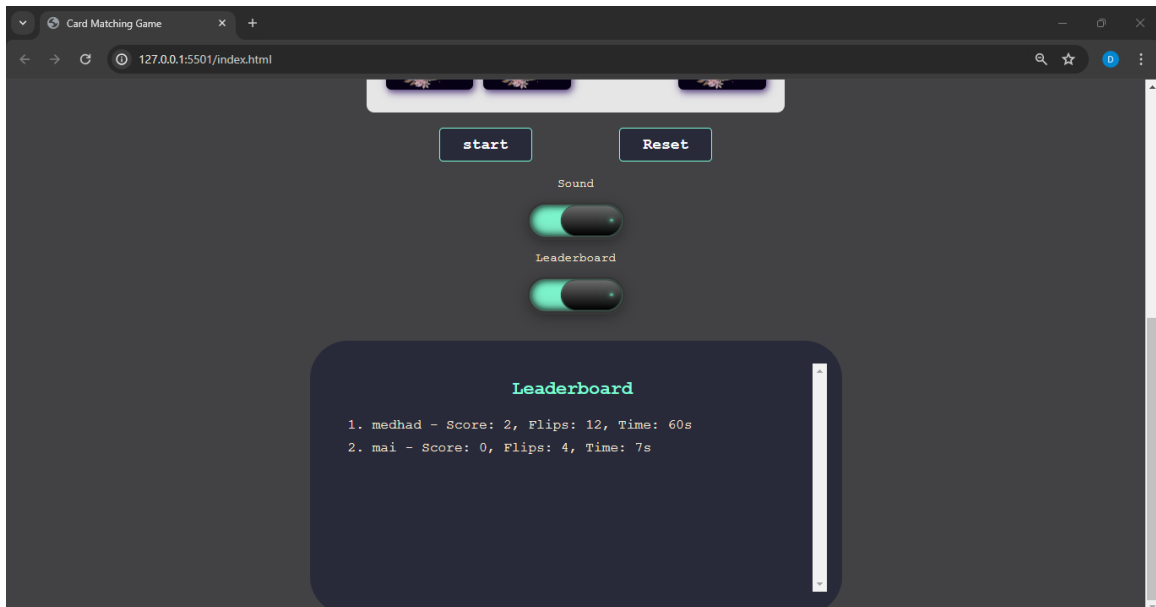 Card Matching Game
127.0.0.1:5501/index.html
D
start Reset
Sound
Leaderboard
Leaderboard
1. medhad - Score: 2, Flips: 12, Time: 60s
2. mai - Score: 0, Flips: 4, Time: 7s